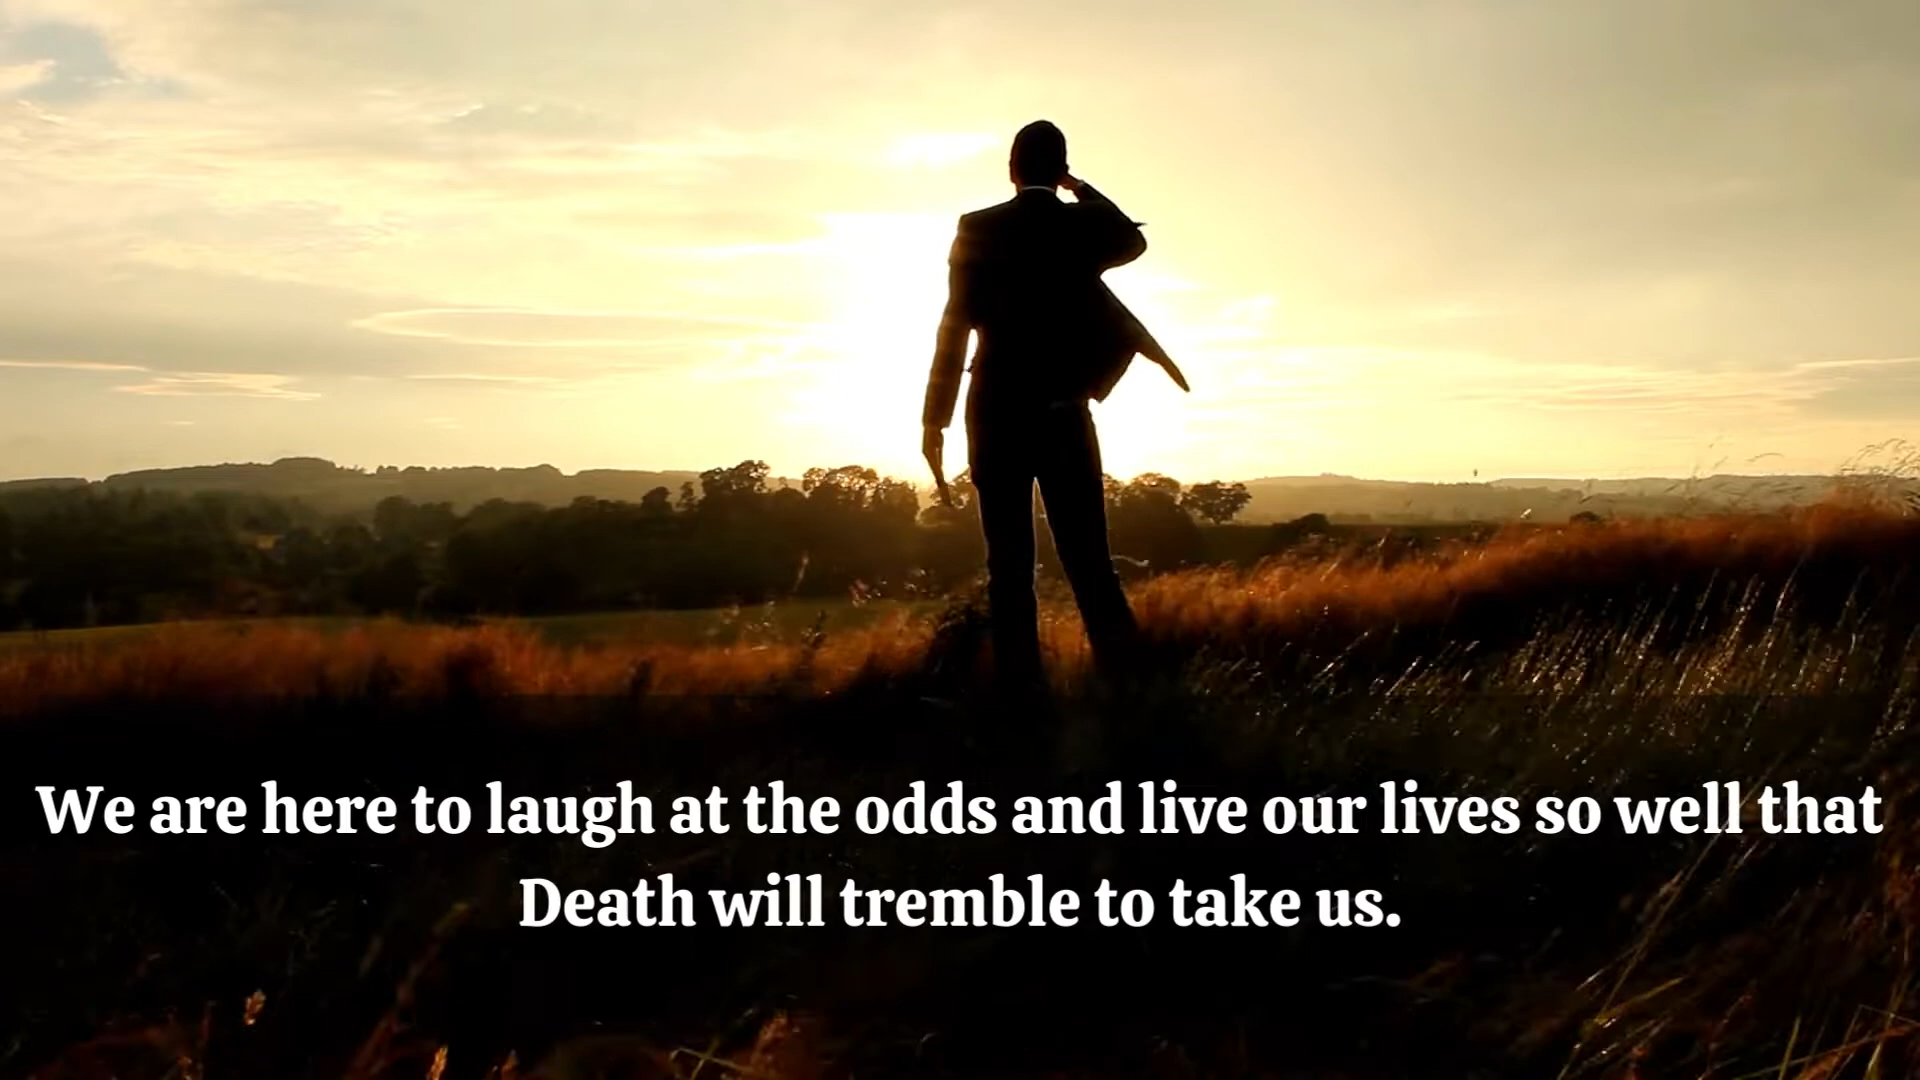 We are here to laugh at the odds and live our lives so well that
Death will tremble to take us.